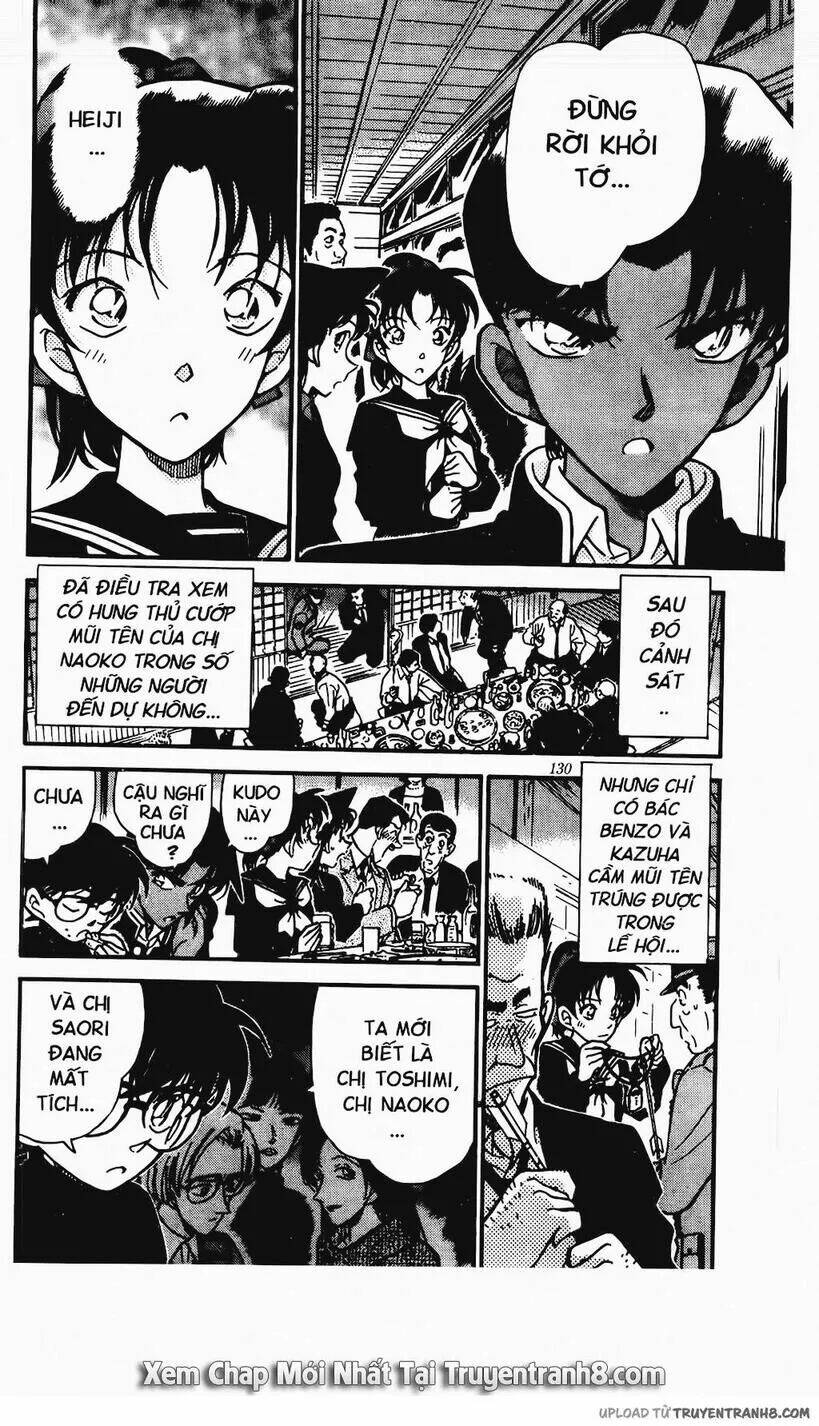 ĐỪNG
RỜI KHỎI
TỚ...
HEIJI
...
SAU
ĐÓ
CẢNH
SÁT
..
ĐÃ ĐIỀU TRA XEM
CÓ HUNG THỦ CƯỚP
MŨI TÊN CỦA CHỊ
NAOKO TRONG SỐ
NHỮNG NGƯỜI
ĐẾN DỰ KHÔNG...
130
NHƯNG CHỈ
CÓ BÁC
BENZO VÀ
KAZUHA
CẦM MŨI TÊN
TRÚNG ĐƯỢC
TRONG
LỄ HỘI...
KUDO
NÀY...
CẬU NGHĨ
RA GÌ
CHƯA
?
CHƯA
...
TA MỚI
BIẾT LÀ
CHỊ TOSHIMI,
CHỊ NAOKO
...
VÀ CHỊ
SAORI
ĐANG
MẤT
TÍCH...
Xem Chap Mới Nhất Tại Truyentranh8.com
UPLOAD TỪ TRUYENTRANH8.COM